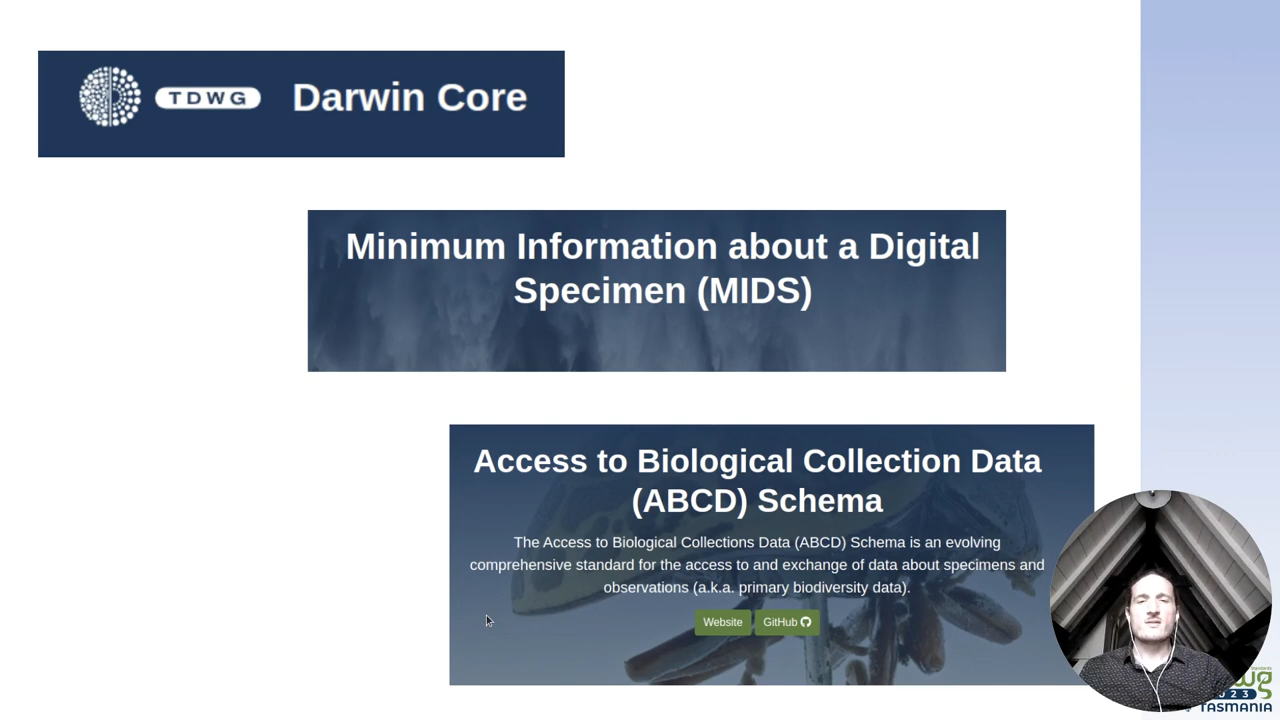 TDWG Darwin Core
Minimum Information about a Digital
Specimen (MIDS)
Access to Biological Collection Data
(ABCD) Schema
The Access to Biological Collections Data (ABCD) Schema is an evolving
comprehensive standard for the access to and exchange of data about specimens and
observations (a.k.a. primary biodiversity data).
Website GitHub
TASMANIA